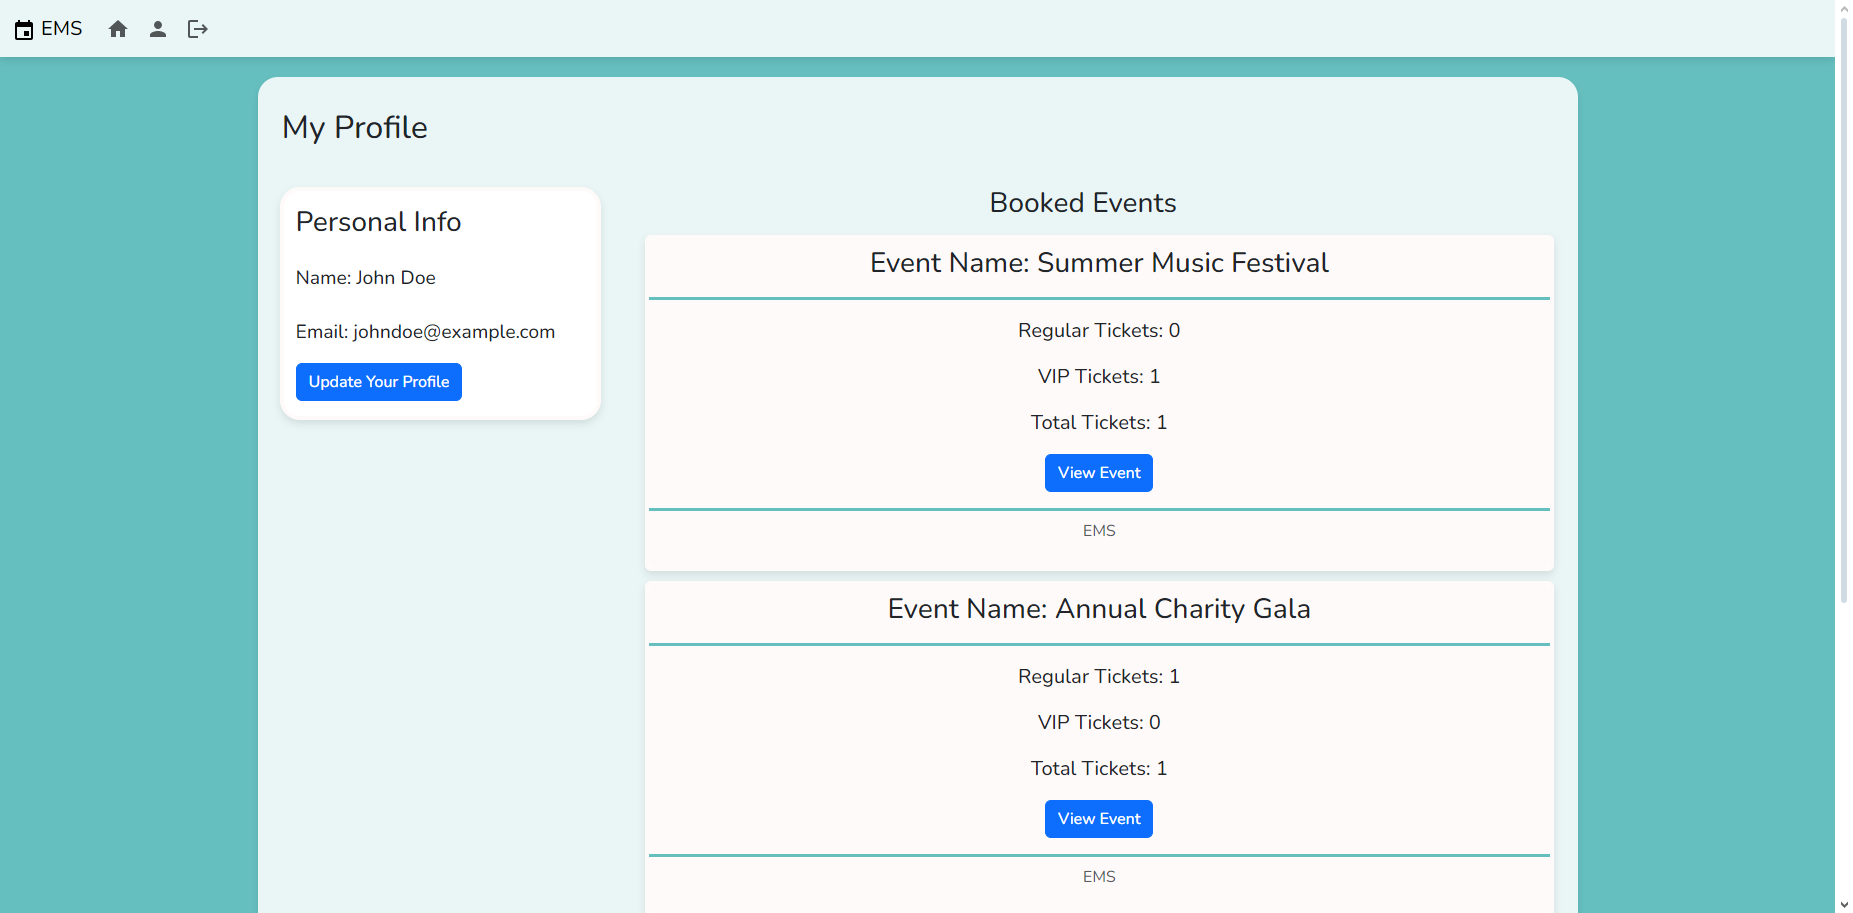 EMS
My Profile
Personal Info
Name: John Doe
Email: johndoe@example.com
Update Your Profile
Booked Events
Event Name: Summer Music Festival
Regular Tickets: 0
VIP Tickets: 1
Total Tickets: 1
View Event
EMS
Event Name: Annual Charity Gala
Regular Tickets: 1
VIP Tickets: 0
Total Tickets: 1
View Event
EMS